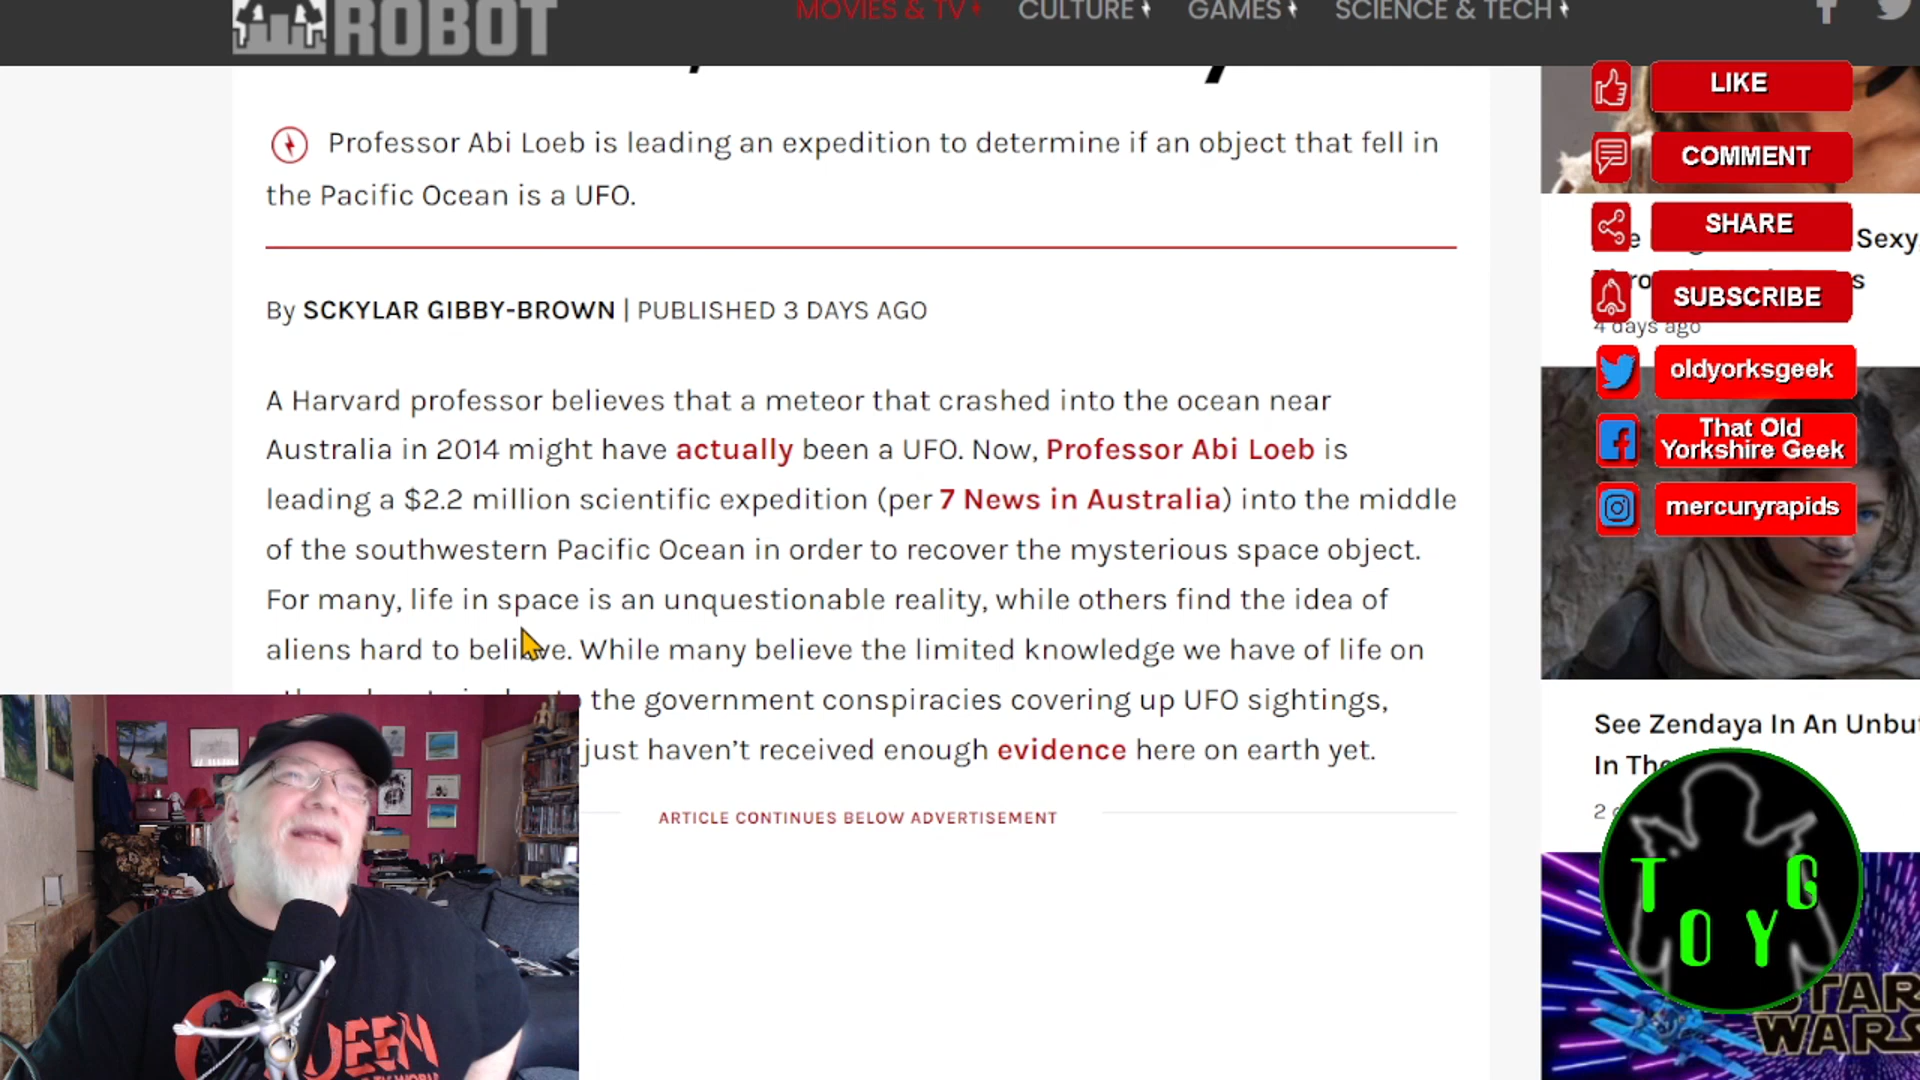 ROBOT
MOVIES & TV CULTURE GAMES SCIENCE & TECH
Professor Abi Loeb is leading an expedition to determine if an object that fell in
the Pacific Ocean is a UFO.
By SCKYLAR GIBBY-BROWN | PUBLISHED 3 DAYS AGO
A Harvard professor believes that a meteor that crashed into the ocean near
Australia in 2014 might have actually been a UFO. Now, Professor Abi Loeb is
leading a $2.2 million scientific expedition (per 7 News in Australia) into the middle
of the southwestern Pacific Ocean in order to recover the mysterious space object.
For many, life in space is an unquestionable reality, while others find the idea of
aliens hard to believe. While many believe the limited knowledge we have of life on
the government conspiracies covering up UFO sightings,
just haven't received enough evidence here on earth yet.
ARTICLE CONTINUES BELOW ADVERTISEMENT
LIKE
COMMENT
SHARE
Sexy,
SUBSCRIBE
4 days ago
oldyorksgeek
That Old
Yorkshire Geek
mercuryrapids
See Zendaya In An
In
2
TOYG
STAR
WARS
QUEEN